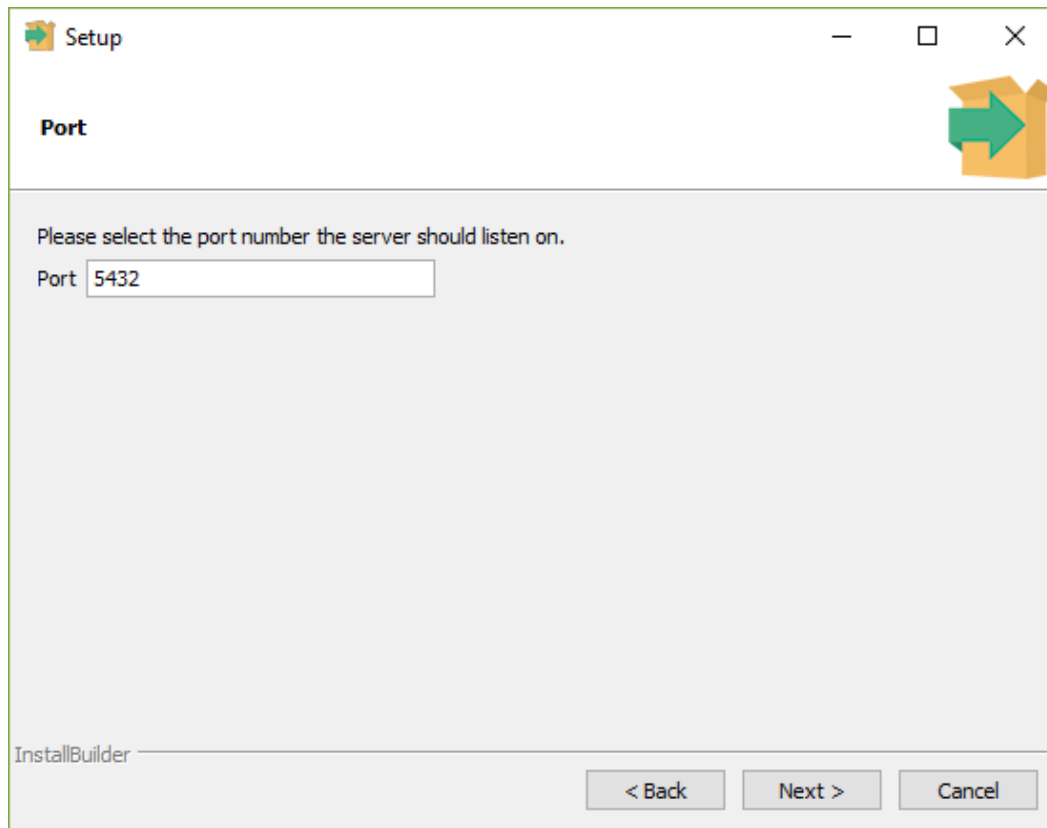 Setup
Port
Please select the port number the server should listen on.
Port 5432
InstallBuilder
< Back Next > Cancel